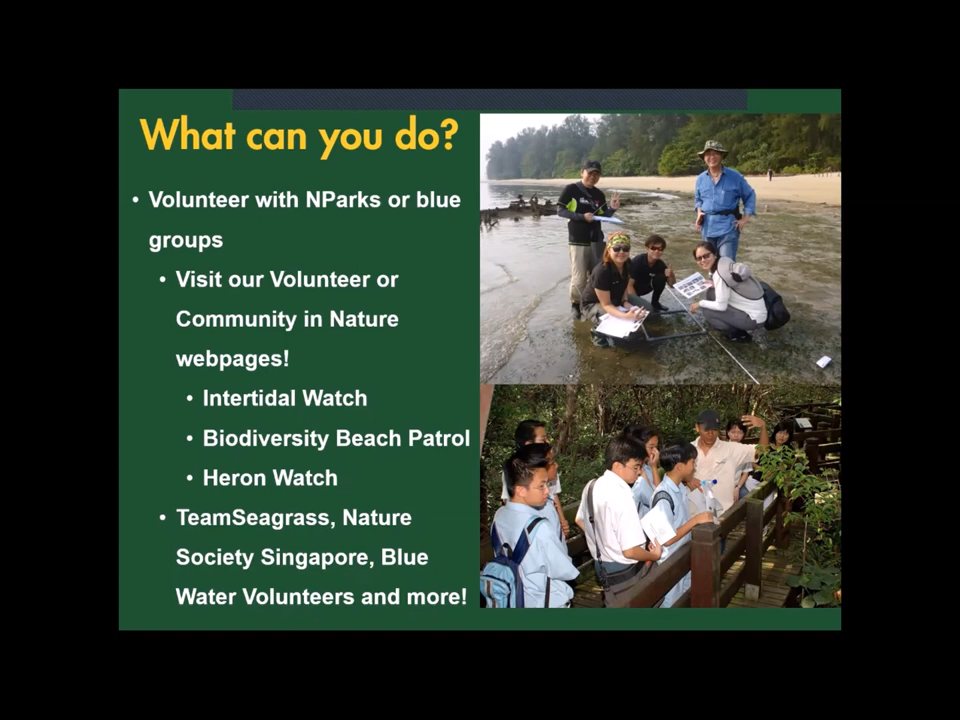 What can you do?
• Volunteer with NParks or blue
groups
• Visit our Volunteer or
Community in Nature
webpages!
• Intertidal Watch
• Biodiversity Beach Patrol
• Heron Watch
• TeamSeagrass, Nature
Society Singapore, Blue
Water Volunteers and more!